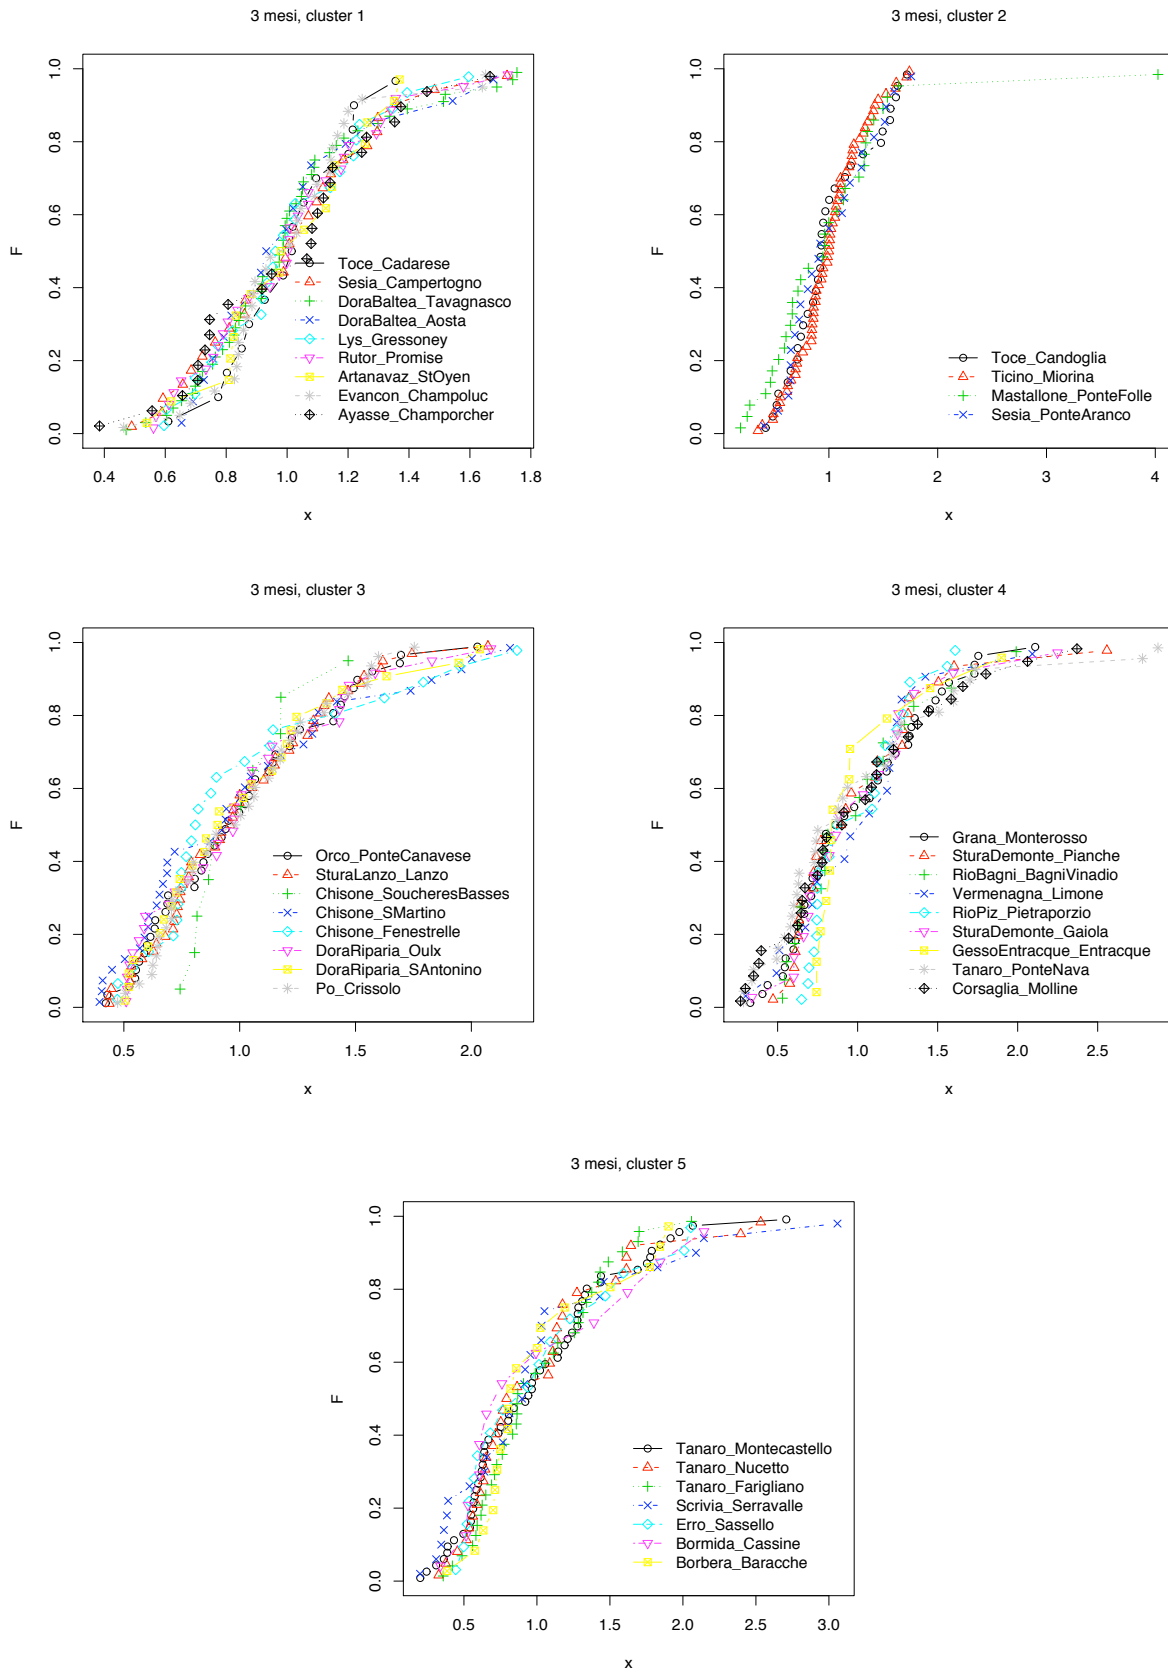 3 mesi, cluster 1
F
0.0 0.2 0.4 0.6 0.8 1.0
Toce_Cadarese
Sesia_Campertogno
DoraBaltea_Tavagnasco
DoraBaltea_Aosta
Lys_Gressoney
Rutor_Promise
Artanavaz_StOyen
Evancon_Champoluc
Ayasse_Champorcher
0.4 0.6 0.8 1.0 1.2 1.4 1.6 1.8
x
3 mesi, cluster 2
F
0.0 0.2 0.4 0.6 0.8 1.0
Toce_Candoglia
Ticino_Miorina
Mastallone_PonteFolle
Sesia_PonteAranco
1 2 3 4
x
3 mesi, cluster 3
F
0.0 0.2 0.4 0.6 0.8 1.0
Orco_PonteCanavese
SturaLanzo_Lanzo
Chisone_SoucheresBasses
Chisone_SMartino
Chisone_Fenestrelle
DoraRiparia_Oulx
DoraRiparia_SAntonino
Po_Crissolo
0.5 1.0 1.5 2.0
x
3 mesi, cluster 4
F
0.0 0.2 0.4 0.6 0.8 1.0
Grana_Monterosso
SturaDemonte_Pianche
RioBagni_BagniVinadio
Vermenagna_Limone
RioPiz_Pietraporzio
SturaDemonte_Gaiola
GessoEntracque_Entracque
Tanaro_PonteNava
Corsaglia_Molline
0.5 1.0 1.5 2.0 2.5
x
3 mesi, cluster 5
F
0.0 0.2 0.4 0.6 0.8 1.0
Tanaro_Montecastello
Tanaro_Nucetto
Tanaro_Farigliano
Scrivia_Serravalle
Erro_Sassello
Bormida_Cassine
Borbera_Baracche
0.5 1.0 1.5 2.0 2.5 3.0
x